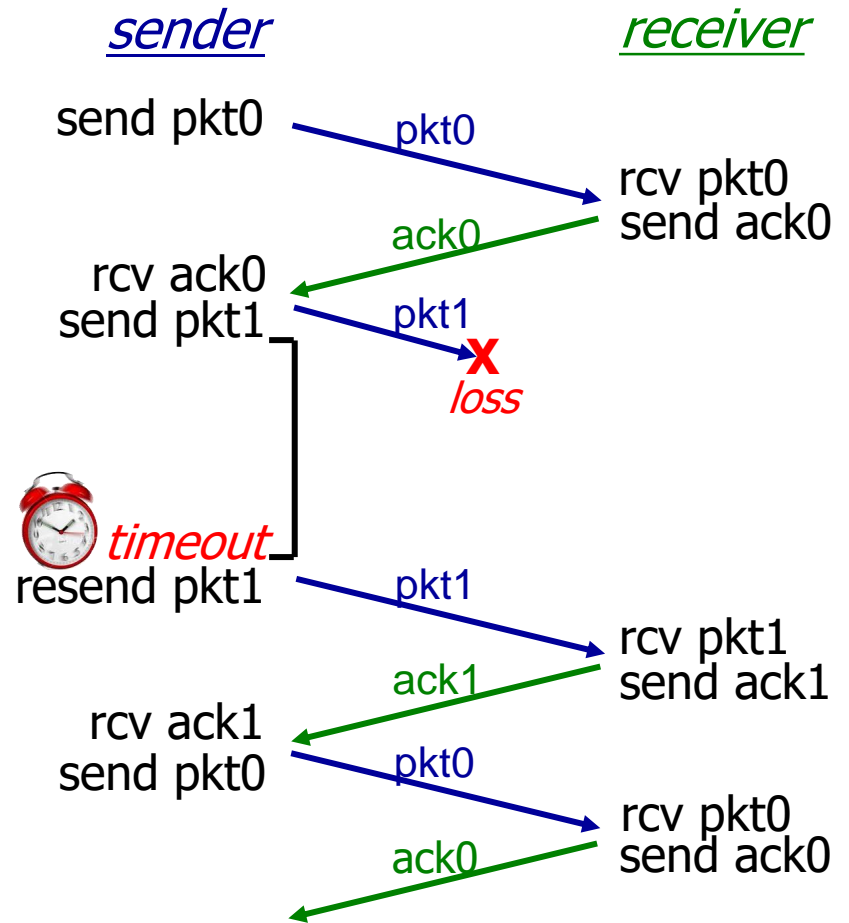 sender
receiver
send pkt0
pkt0
rcv pkt0
send ack0
ack0
rcv ack0
send pkt1
pkt1
X
loss
timeout
resend pkt1
pkt1
rcv pkt1
send ack1
ack1
rcv ack1
send pkt0
pkt0
rcv pkt0
send ack0
ack0